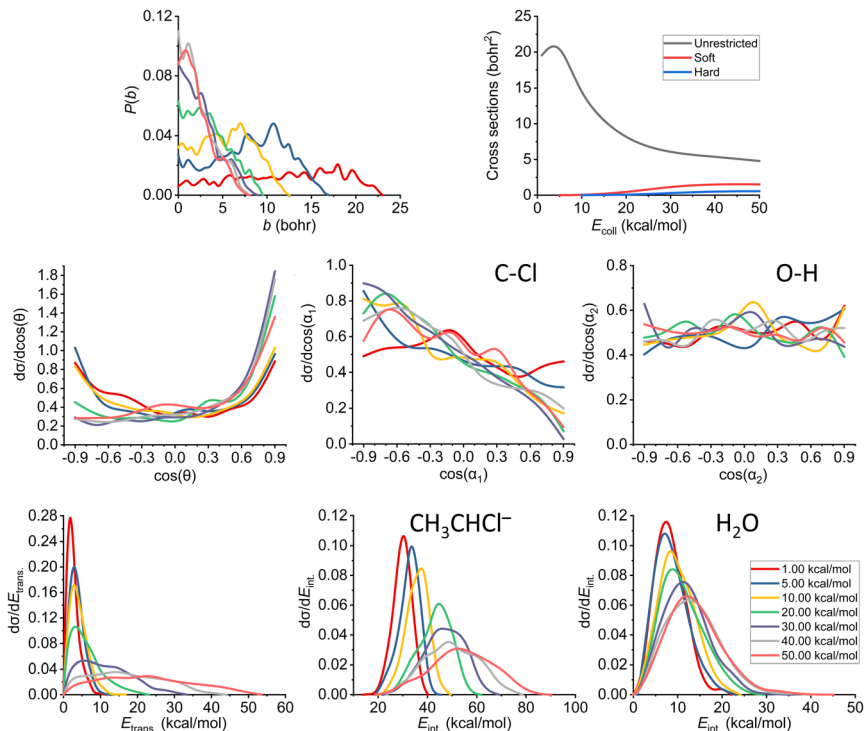 P(b)
0.12
0.08
0.04
0.00
0 5 10 15 20 25
b (bohr)
Cross sections (bohr²)
25
20
15
10
5
0
0 10 20 30 40 50
E_coll (kcal/mol)
Unrestricted
Soft
Hard
dσ/dcos(θ)
1.8
1.6
1.4
1.2
1.0
0.8
0.6
0.4
0.2
0.0
-0.9 -0.6 -0.3 0.0 0.3 0.6 0.9
cos(θ)
C-Cl
dσ/dcos(α₁)
1.0
0.8
0.6
0.4
0.2
0.0
-0.9 -0.6 -0.3 0.0 0.3 0.6 0.9
cos(α₁)
O-H
dσ/dcos(α₂)
0.8
0.6
0.4
0.2
0.0
-0.9 -0.6 -0.3 0.0 0.3 0.6 0.9
cos(α₂)
dσ/dE_trans.
0.28
0.24
0.20
0.16
0.12
0.08
0.04
0.00
0 10 20 30 40 50 60
E_trans. (kcal/mol)
CH₃CHCl⁻
dσ/dE_int.
0.12
0.10
0.08
0.06
0.04
0.02
0.00
20 40 60 80 100
E_int. (kcal/mol)
H₂O
dσ/dE_int.
0.12
0.10
0.08
0.06
0.04
0.02
0.00
0 10 20 30 40 50
E_int. (kcal/mol)
1.00 kcal/mol
5.00 kcal/mol
10.00 kcal/mol
20.00 kcal/mol
30.00 kcal/mol
40.00 kcal/mol
50.00 kcal/mol